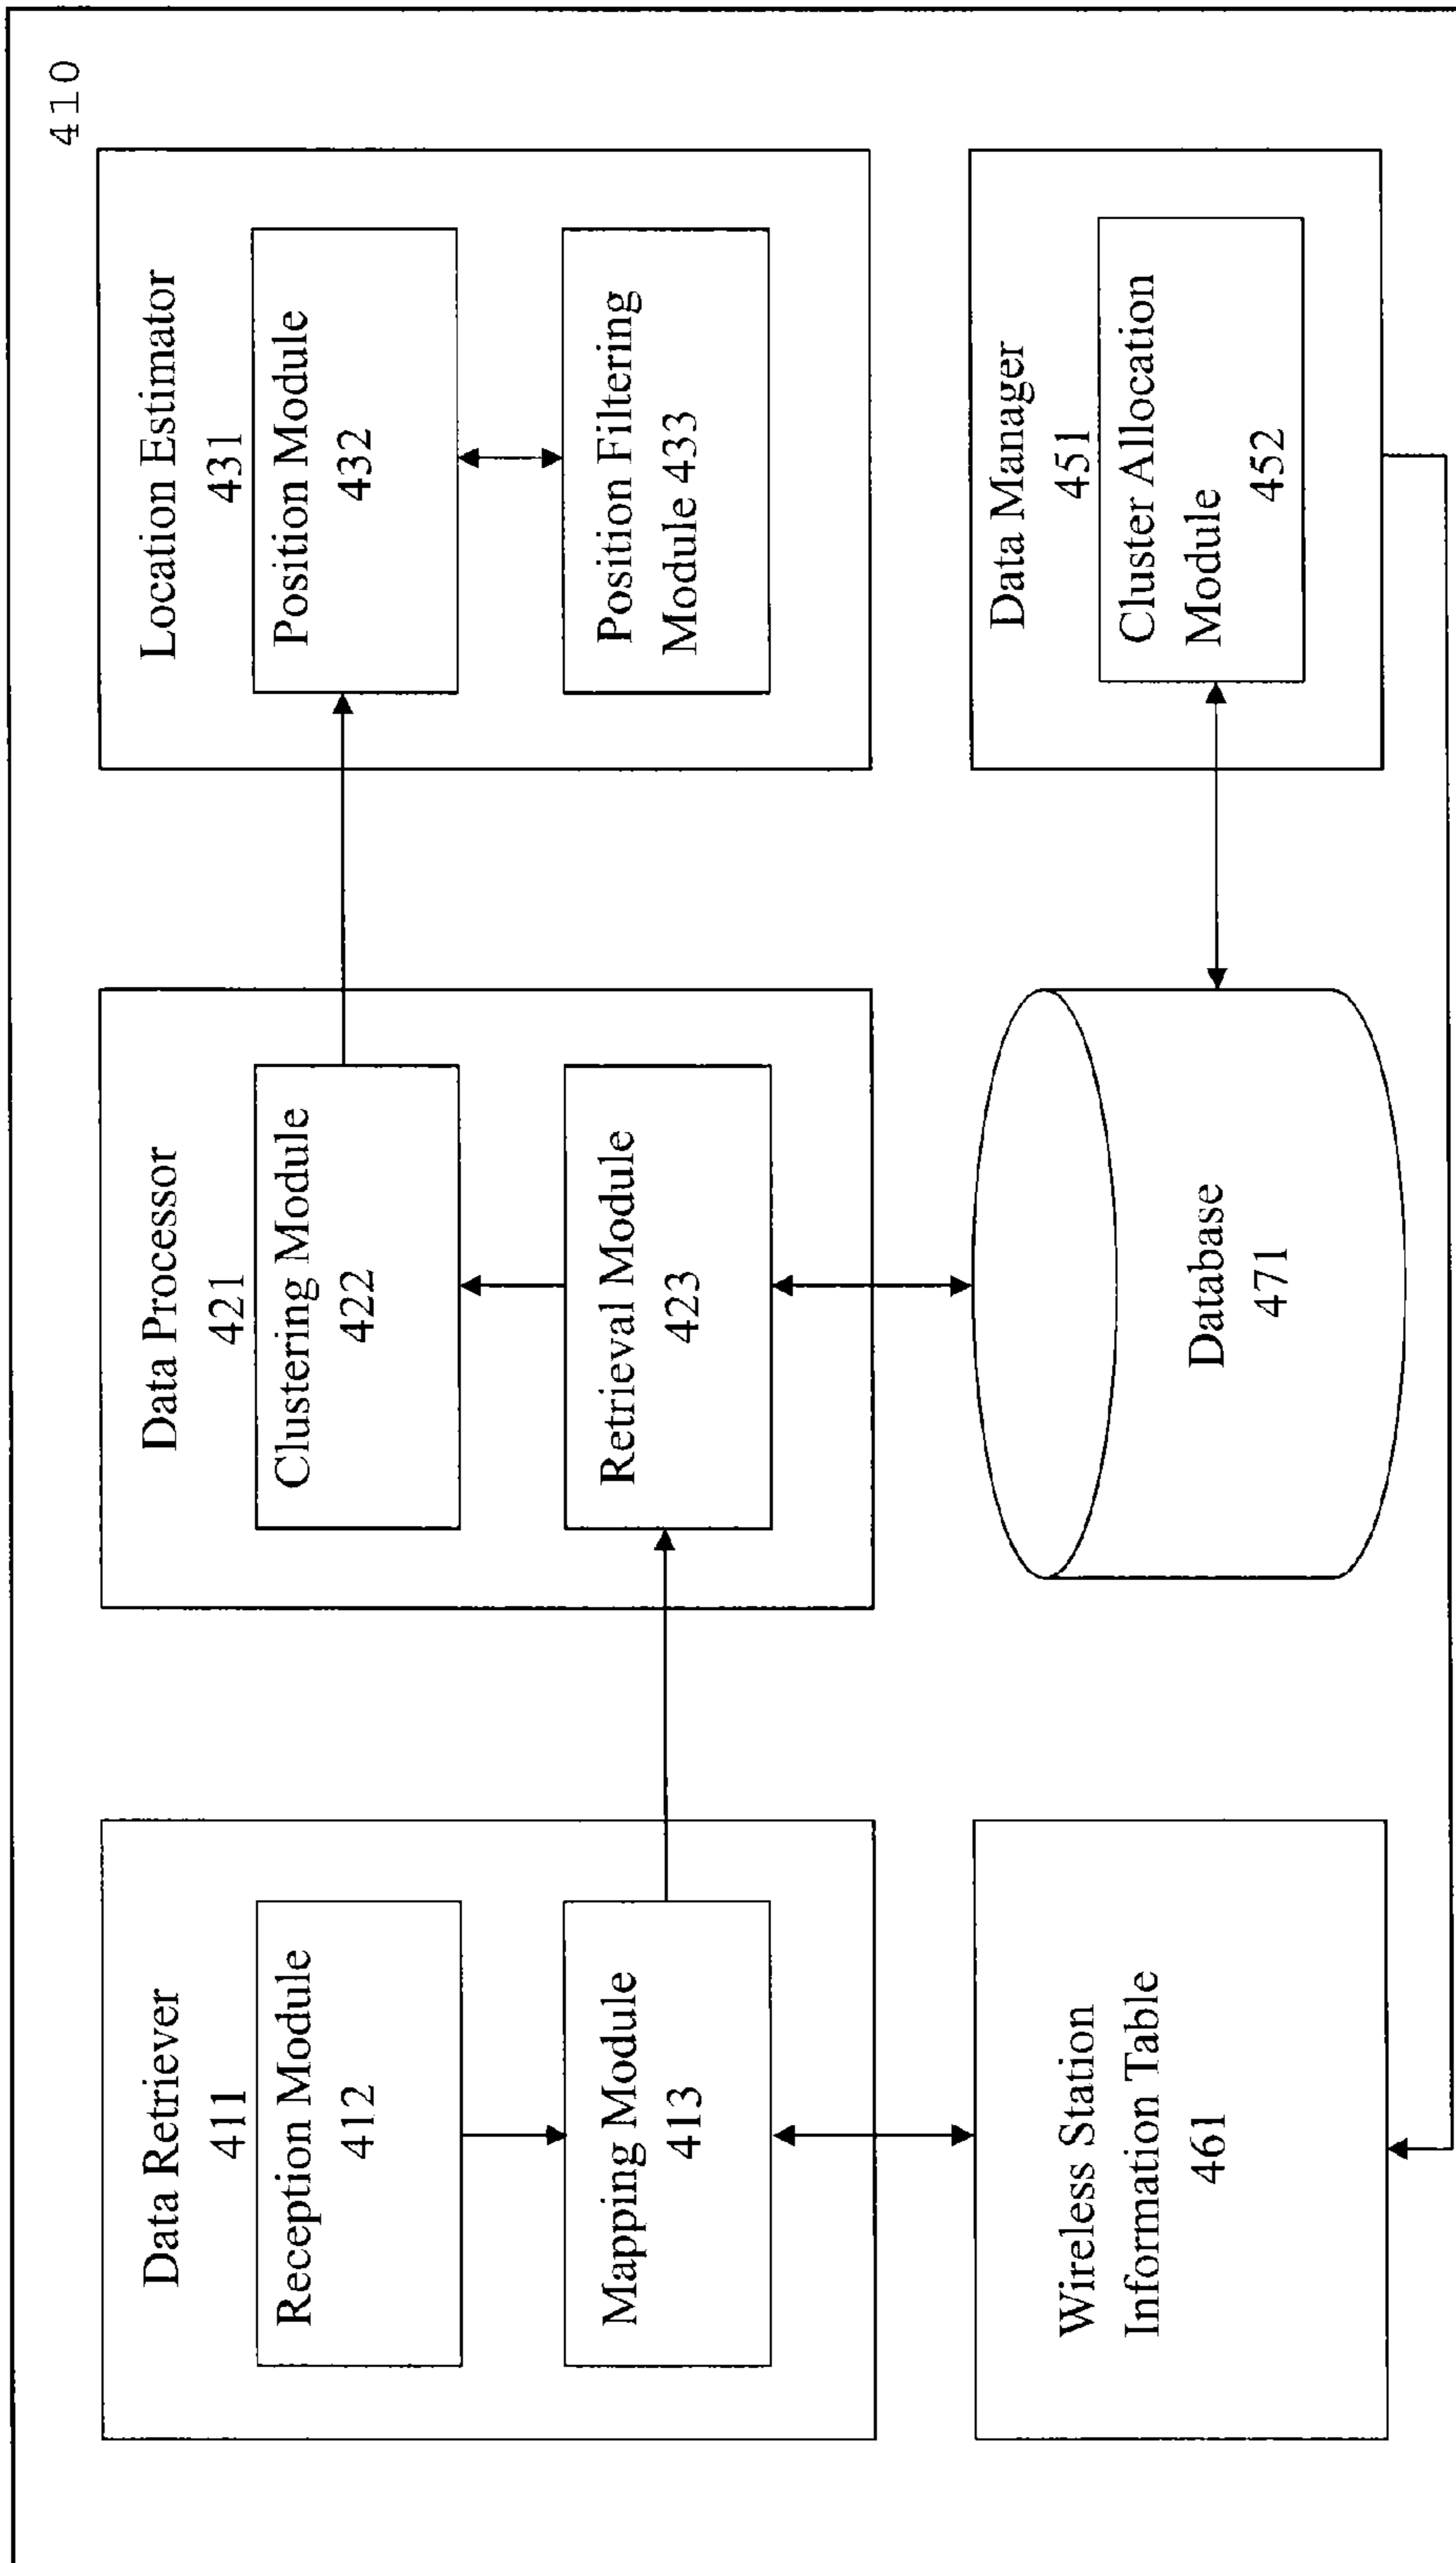 410
Data Retriever
411
Reception Module
412
Mapping Module
413
Data Processor
421
Clustering Module
422
Retrieval Module
423
Location Estimator
431
Position Module
432
Position Filtering
Module 433
Wireless Station
Information Table
461
Database
471
Data Manager
451
Cluster Allocation
Module
452